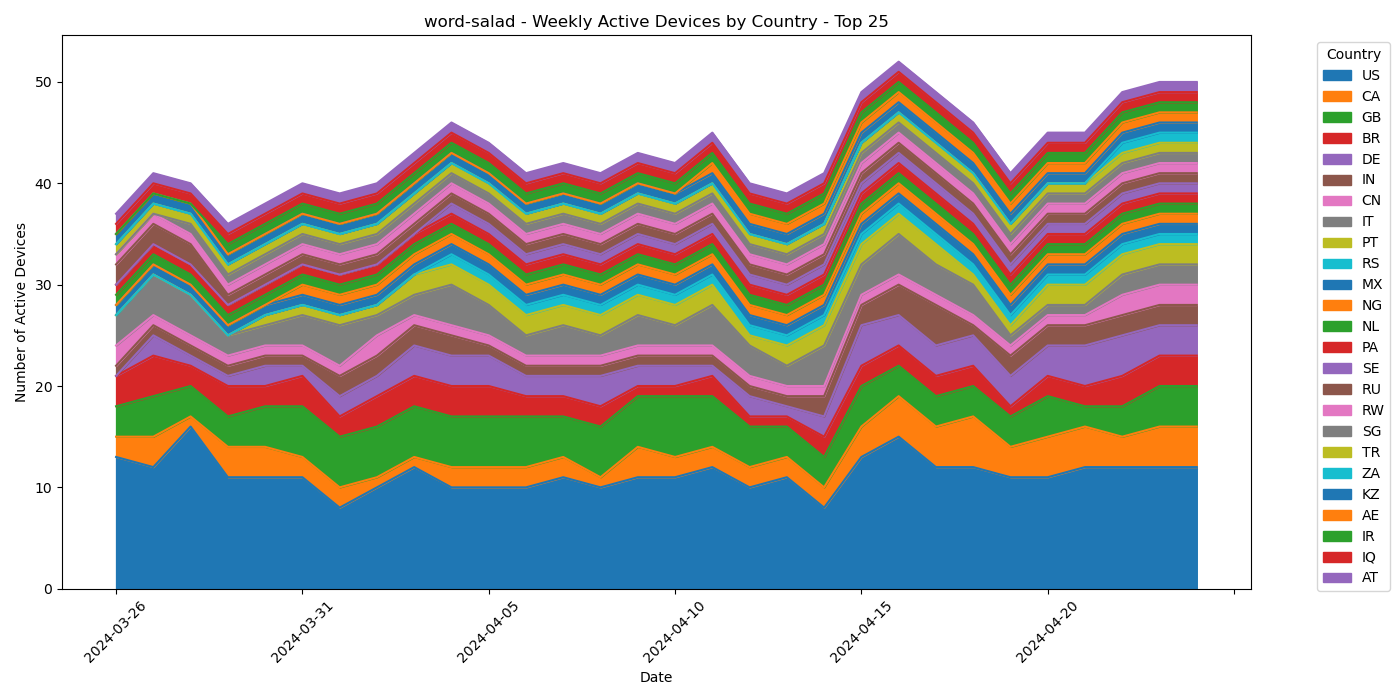 word-salad - Weekly Active Devices by Country - Top 25
Number of Active Devices
50
40
30
20
10
0
2024-03-26
2024-03-31
2024-04-05
2024-04-10
2024-04-15
2024-04-20
Date
Country
US
CA
GB
BR
DE
IN
CN
IT
PT
RS
MX
NG
NL
PA
SE
RU
RW
SG
TR
ZA
KZ
AE
IR
IQ
AT